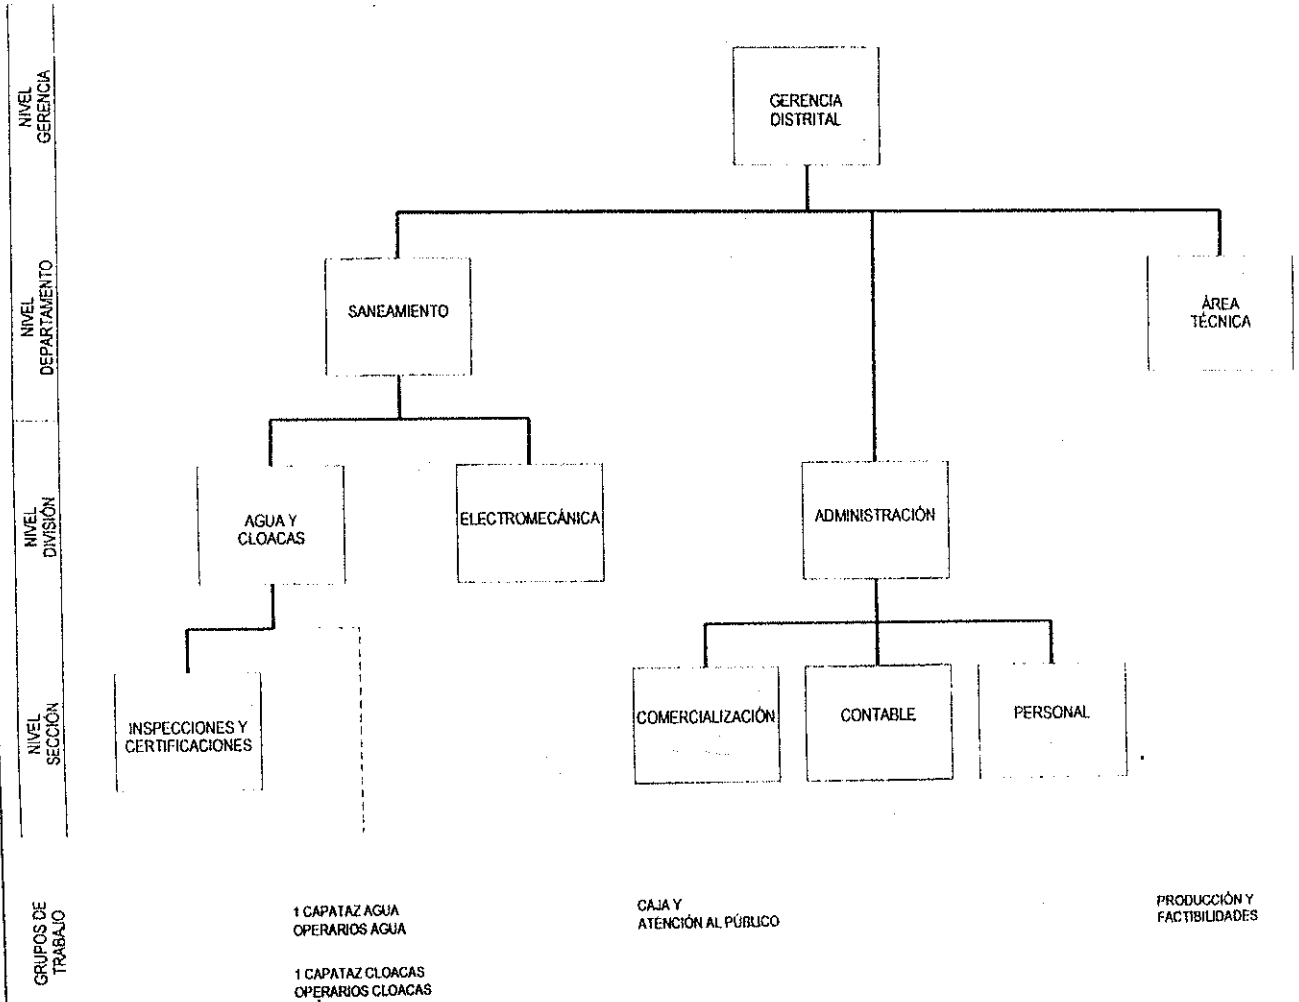 NIVEL
GERENCIA
GERENCIA
DISTRITAL
NIVEL
DEPARTAMENTO
SANEAMIENTO
ÁREA
TÉCNICA
NIVEL
DIVISIÓN
AGUA Y
CLOACAS
ELECTROMECÁNICA
ADMINISTRACIÓN
NIVEL
SECCIÓN
INSPECCIONES Y
CERTIFICACIONES
COMERCIALIZACIÓN
CONTABLE
PERSONAL
GRUPOS DE
TRABAJO
1 CAPATAZ AGUA
OPERARIOS AGUA
1 CAPATAZ CLOACAS
OPERARIOS CLOACAS
CAJA Y
ATENCIÓN AL PÚBLICO
PRODUCCIÓN Y
FACTIBILIDADES